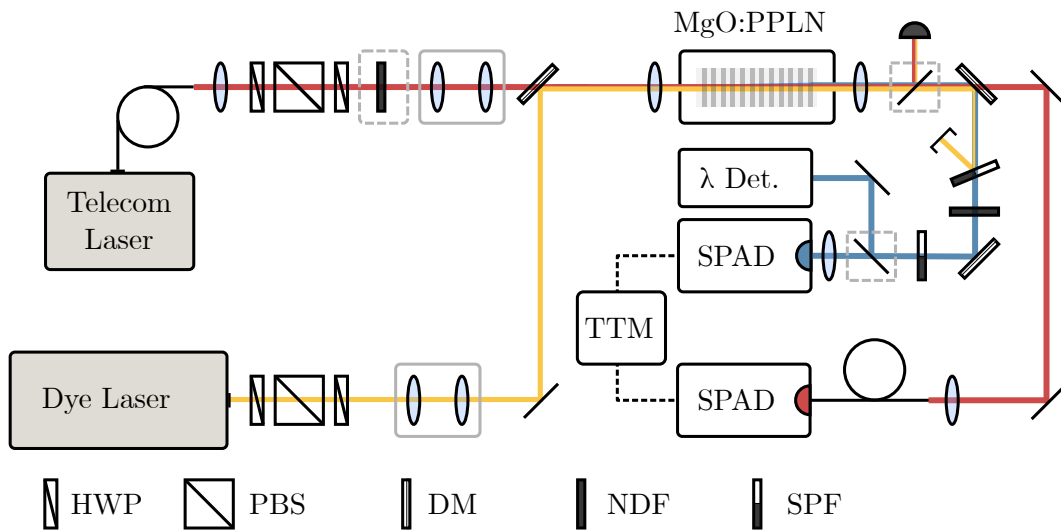 MgO:PPLN
Telecom
Laser
λ Det.
SPAD
TTM
Dye Laser
SPAD
HWP
PBS
DM
NDF
SPF